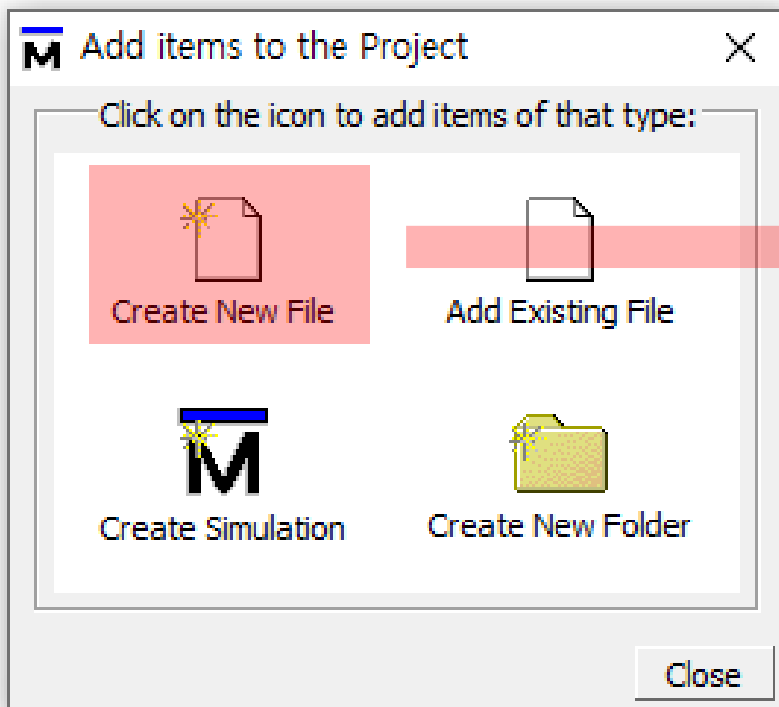 Add items to the Project
Click on the icon to add items of that type:
Create New File
Add Existing File
Create Simulation
Create New Folder
Close